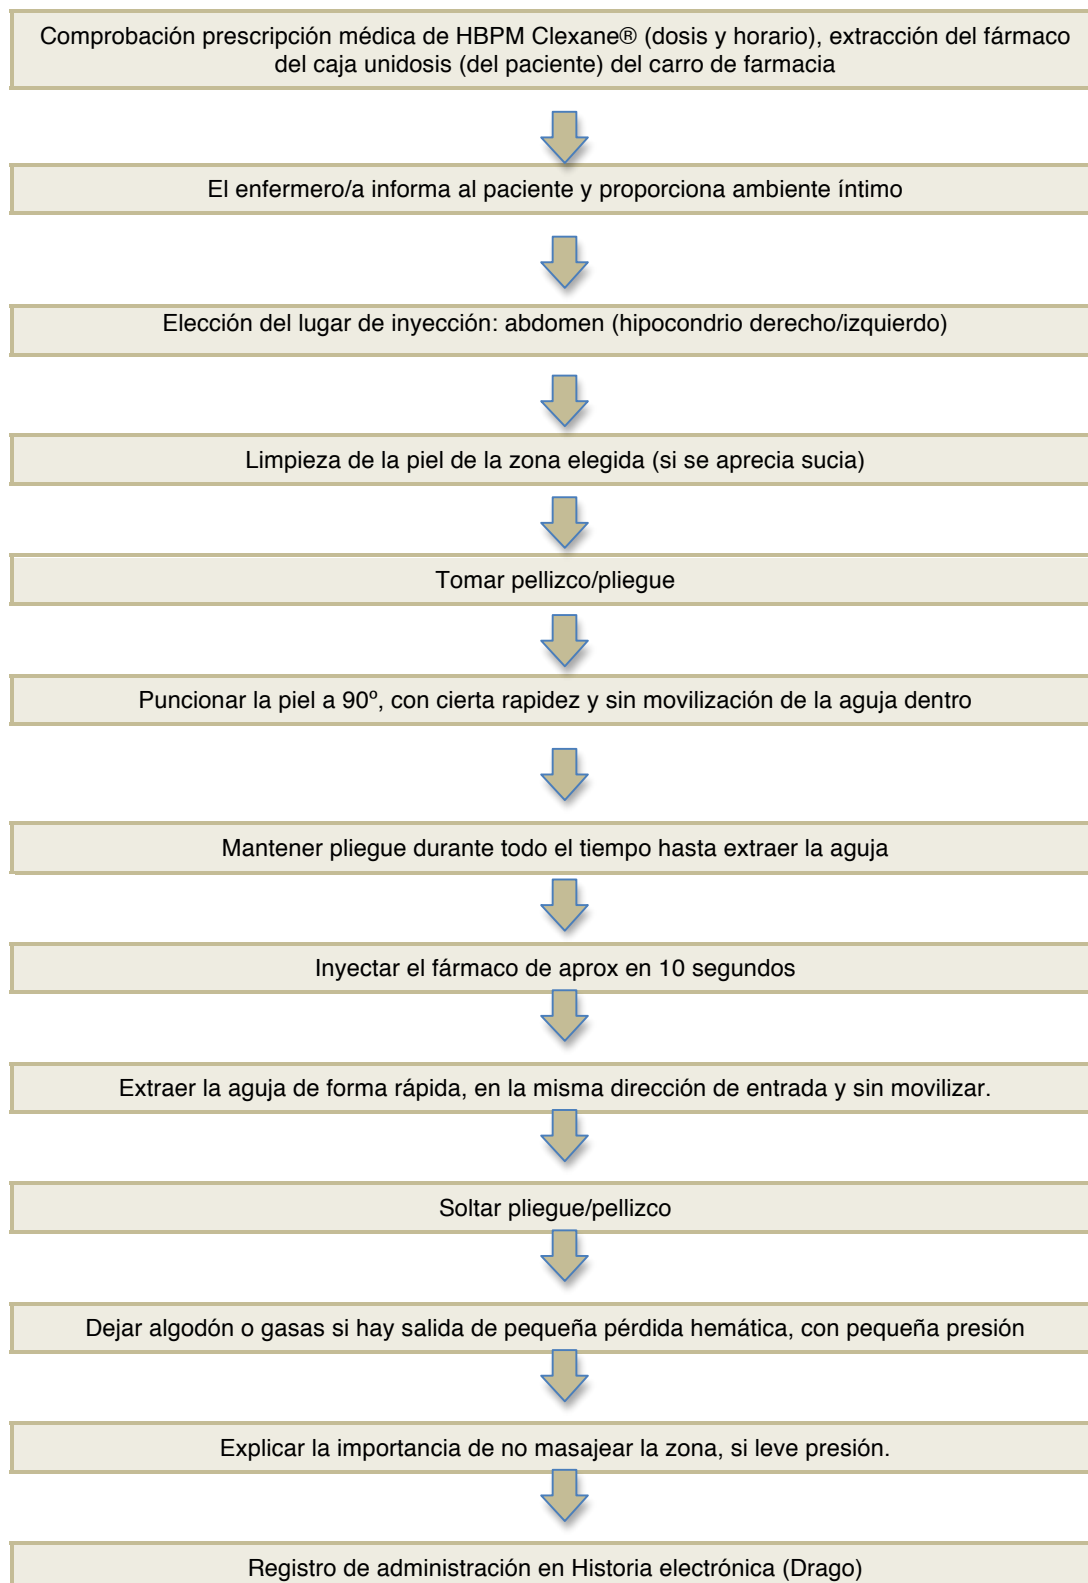 Comprobación prescripción médica de HBPM Clexane® (dosis y horario), extracción del fármaco
del caja unidosis (del paciente) del carro de farmacia
El enfermero/a informa al paciente y proporciona ambiente íntimo
Elección del lugar de inyección: abdomen (hipocondrio derecho/izquierdo)
Limpieza de la piel de la zona elegida (si se aprecia sucia)
Tomar pellizco/pliegue
Puncionar la piel a 90º, con cierta rapidez y sin movilización de la aguja dentro
Mantener pliegue durante todo el tiempo hasta extraer la aguja
Inyectar el fármaco de aprox en 10 segundos
Extraer la aguja de forma rápida, en la misma dirección de entrada y sin movilizar.
Soltar pliegue/pellizco
Dejar algodón o gasas si hay salida de pequeña pérdida hemática, con pequeña presión
Explicar la importancia de no masajear la zona, si leve presión.
Registro de administración en Historia electrónica (Drago)